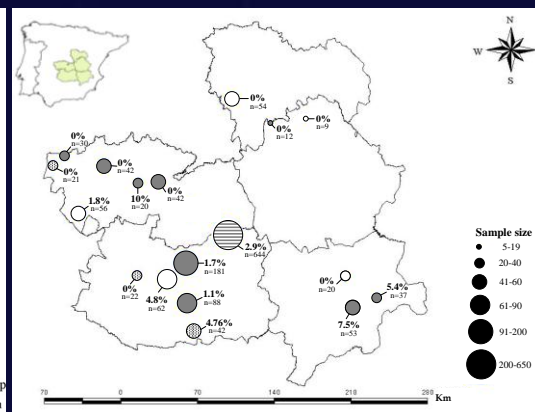 N
W
E
S
0%
n=54
0%
n=12
0%
n=9
0%
n=30
0%
n=21
0%
n=42
10%
n=20
0%
n=42
1.8%
n=56
2.9%
n=644
1.7%
n=181
0%
n=22
4.8%
n=62
1.1%
n=88
4.76%
n=42
0%
n=20
5.4%
n=37
7.5%
n=53
Sample size
5-19
20-40
41-60
61-90
91-200
200-650
70 0 70 140 210 280 Km